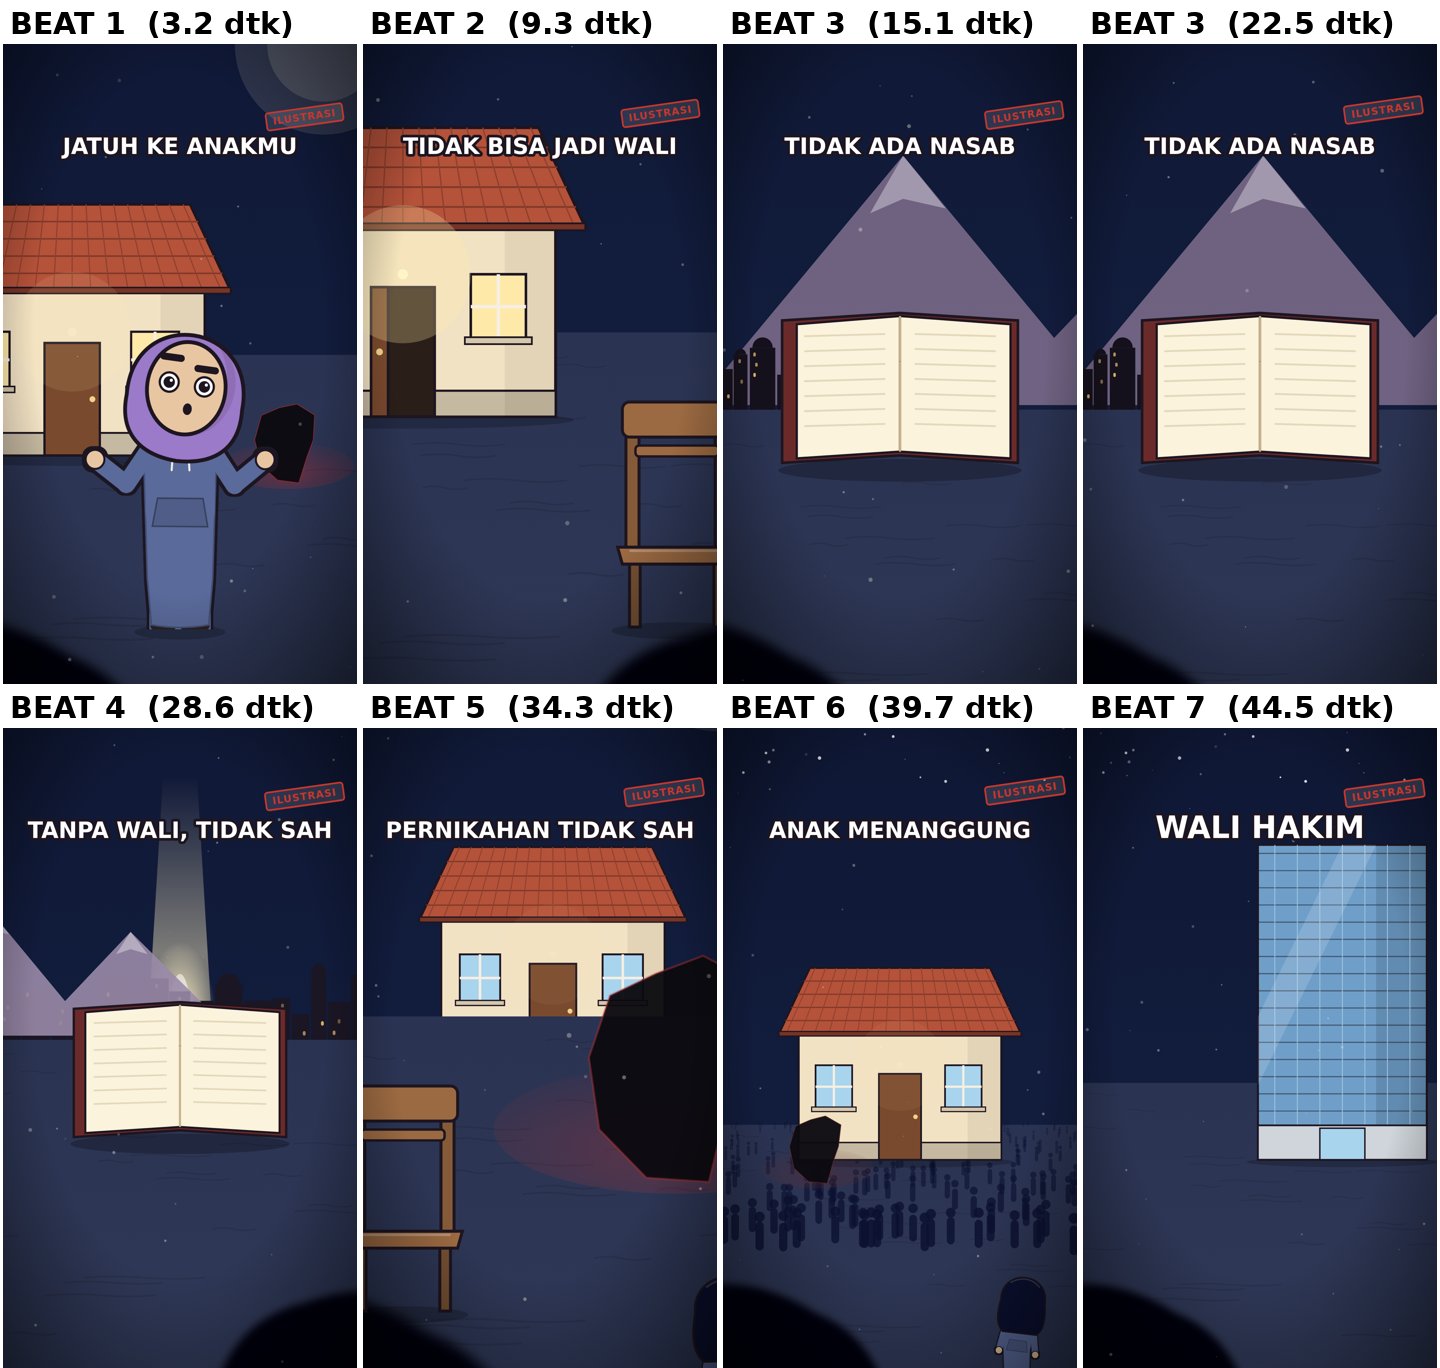 BEAT 1 (3.2 dtk)
ILUSTRASI
JATUH KE ANAKMU
BEAT 2 (9.3 dtk)
ILUSTRASI
TIDAK BISA JADI WALI
BEAT 3 (15.1 dtk)
ILUSTRASI
TIDAK ADA NASAB
BEAT 3 (22.5 dtk)
ILUSTRASI
TIDAK ADA NASAB
BEAT 4 (28.6 dtk)
ILUSTRASI
TANPA WALI, TIDAK SAH
BEAT 5 (34.3 dtk)
ILUSTRASI
PERNIKAHAN TIDAK SAH
BEAT 6 (39.7 dtk)
ILUSTRASI
ANAK MENANGGUNG
BEAT 7 (44.5 dtk)
ILUSTRASI
WALI HAKIM